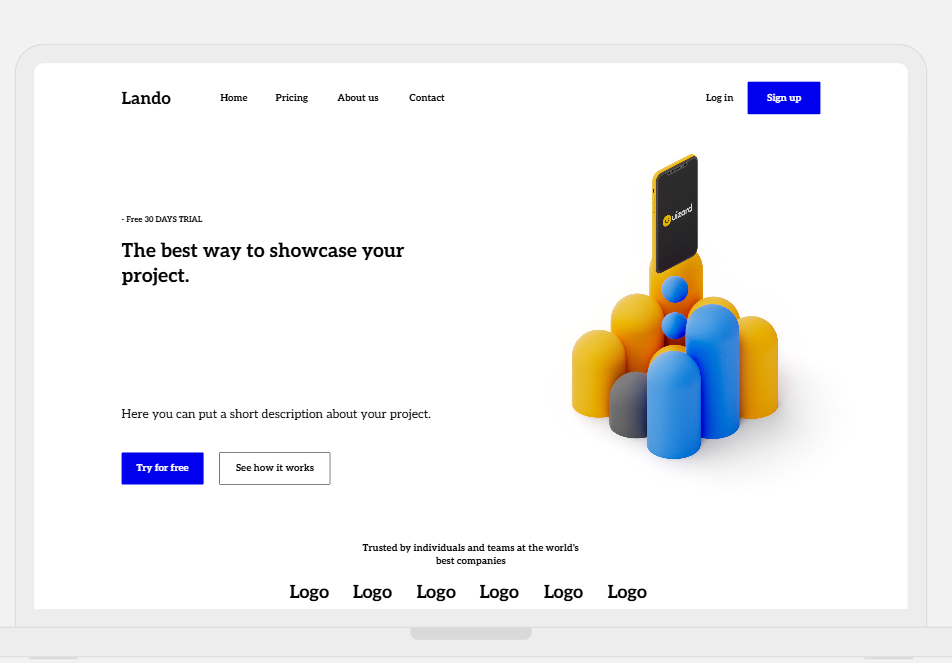 Lando
Home
Pricing
About us
Contact
Log in
Sign up
uizard
- Free 30 DAYS TRIAL
The best way to showcase your
project.
Here you can put a short description about your project.
Try for free
See how it works
Trusted by individuals and teams at the world's
best companies
Logo
Logo
Logo
Logo
Logo
Logo